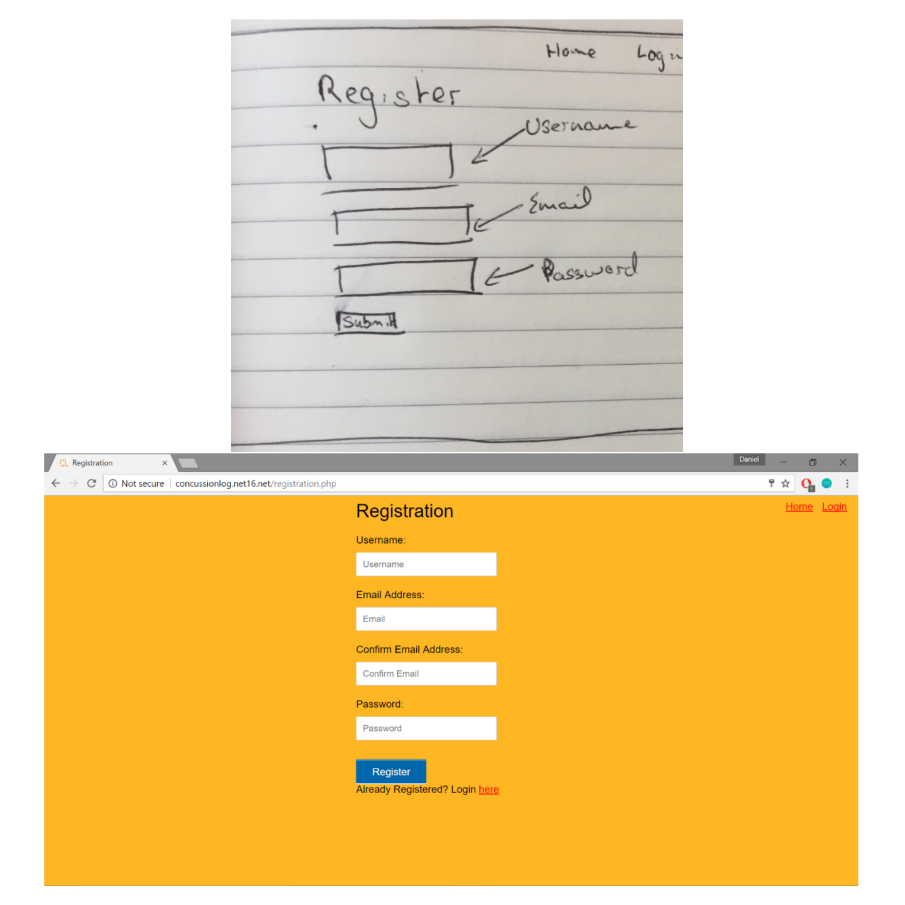 Home Login
Register
Username
Email
Password
Submit
Registration
Daniel
Not secure concussionlog.net16.net/registration.php
Registration
Home Login
Username:
Username
Email Address:
Email
Confirm Email Address:
Confirm Email
Password:
Password
Register
Already Registered? Login here